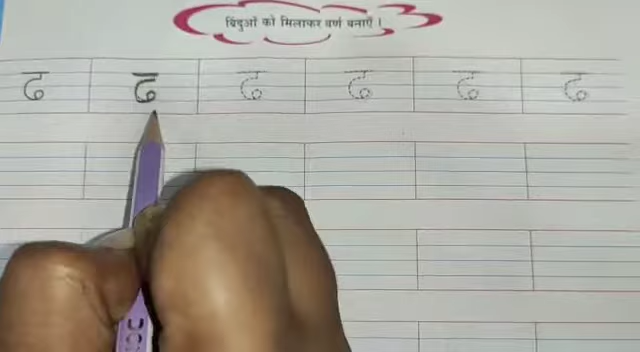 बिंदुओं को मिलाकर वर्ण बनाएँ।
ढ ढ ढ ढ ढ ढ